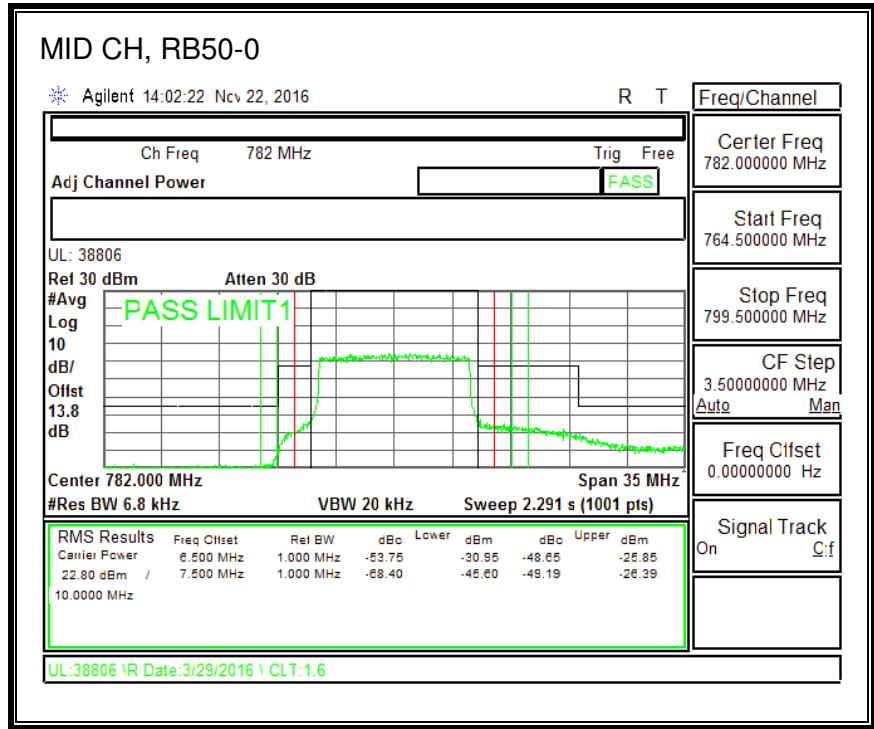 MID CH, RB50-0
Agilent 14:02:22 Nov 22, 2016 R T
Freq/Channel
Ch Freq 782 MHz Trig Free
Adj Channel Power PASS
UL: 38806
Ref 30 dBm Atten 30 dB
#Avg
Log
10
dB/
Offst
13.8
dB
PASS LIMIT1
Center 782.000 MHz Span 35 MHz
#Res BW 6.8 kHz VBW 20 kHz Sweep 2.291 s (1001 pts)
RMS Results Freq Offset Ref BW dBc Lower dBm dBc Upper dBm
Carrier Power 6.500 MHz 1.000 MHz -53.75 -30.95 -48.65 -25.85
22.80 dBm / 7.500 MHz 1.000 MHz -68.40 -45.60 -49.19 -26.39
10.0000 MHz
UL:38806 \R Date:3/29/2016 \ CLT:1.6
Center Freq
782.000000 MHz
Start Freq
764.500000 MHz
Stop Freq
799.500000 MHz
CF Step
3.50000000 MHz
Auto Man
Freq Offset
0.00000000 Hz
Signal Track
On Off